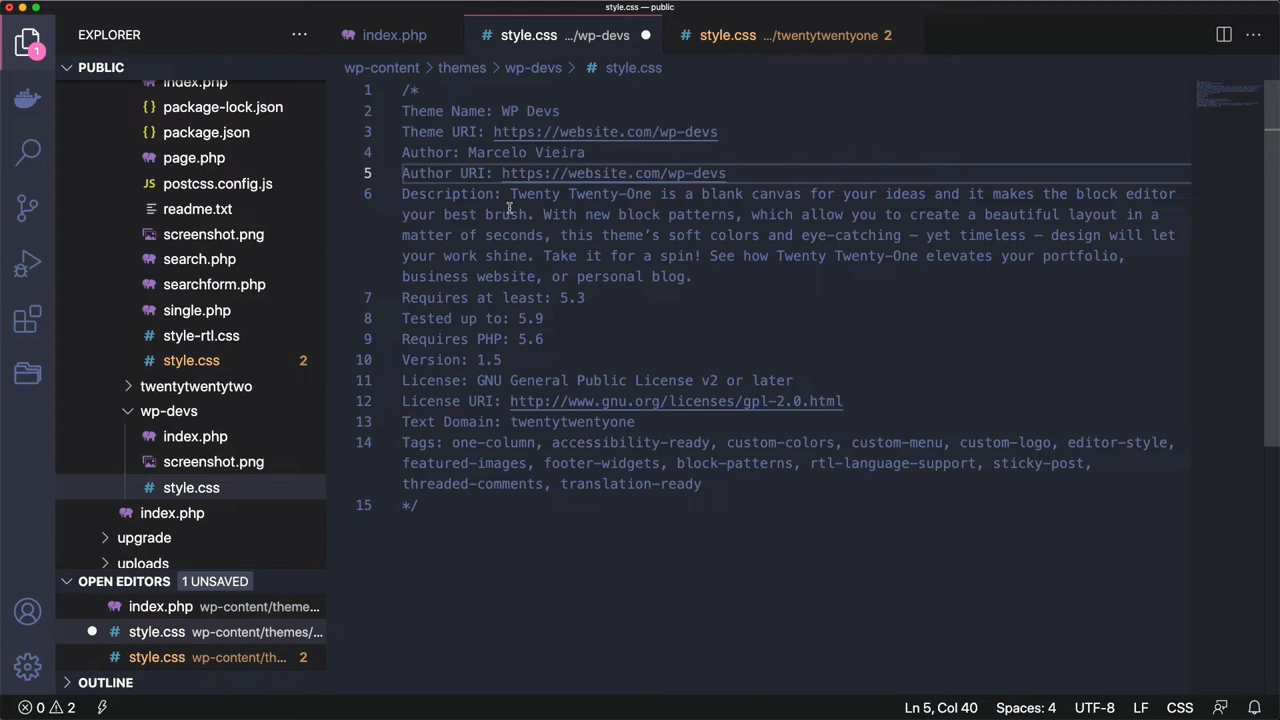 style.css — public
EXPLORER
index.php
style.css .../wp-devs
style.css .../twentytwentyone 2
1
PUBLIC
wp-content
themes
wp-devs
# style.css
index.php
{ } package-lock.json
{ } package.json
page.php
JS postcss.config.js
readme.txt
screenshot.png
search.php
searchform.php
single.php
# style-rtl.css
# style.css 2
twentytwentytwo
wp-devs
index.php
screenshot.png
# style.css
index.php
upgrade
uploads
OPEN EDITORS 1 UNSAVED
index.php wp-content/theme...
# style.css wp-content/themes/...
# style.css wp-content/th... 2
OUTLINE
1 /*
2 Theme Name: WP Devs
3 Theme URI: https://website.com/wp-devs
4 Author: Marcelo Vieira
5 Author URI: https://website.com/wp-devs
6 Description: Twenty Twenty-One is a blank canvas for your ideas and it makes the block editor
your best brush. With new block patterns, which allow you to create a beautiful layout in a
matter of seconds, this theme’s soft colors and eye-catching — yet timeless — design will let
your work shine. Take it for a spin! See how Twenty Twenty-One elevates your portfolio,
business website, or personal blog.
7 Requires at least: 5.3
8 Tested up to: 5.9
9 Requires PHP: 5.6
10 Version: 1.5
11 License: GNU General Public License v2 or later
12 License URI: http://www.gnu.org/licenses/gpl-2.0.html
13 Text Domain: twentytwentyone
14 Tags: one-column, accessibility-ready, custom-colors, custom-menu, custom-logo, editor-style,
featured-images, footer-widgets, block-patterns, rtl-language-support, sticky-post,
threaded-comments, translation-ready
15 */
0 2
Ln 5, Col 40
Spaces: 4
UTF-8
LF
CSS